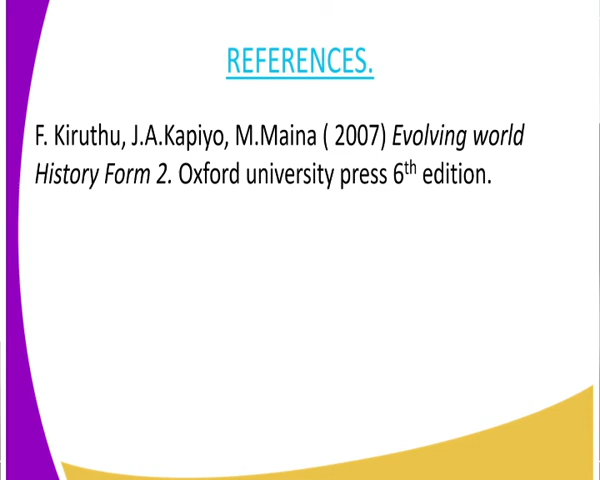 REFERENCES.
F. Kiruthu, J.A.Kapiyo, M.Maina ( 2007) Evolving world
History Form 2. Oxford university press 6th edition.